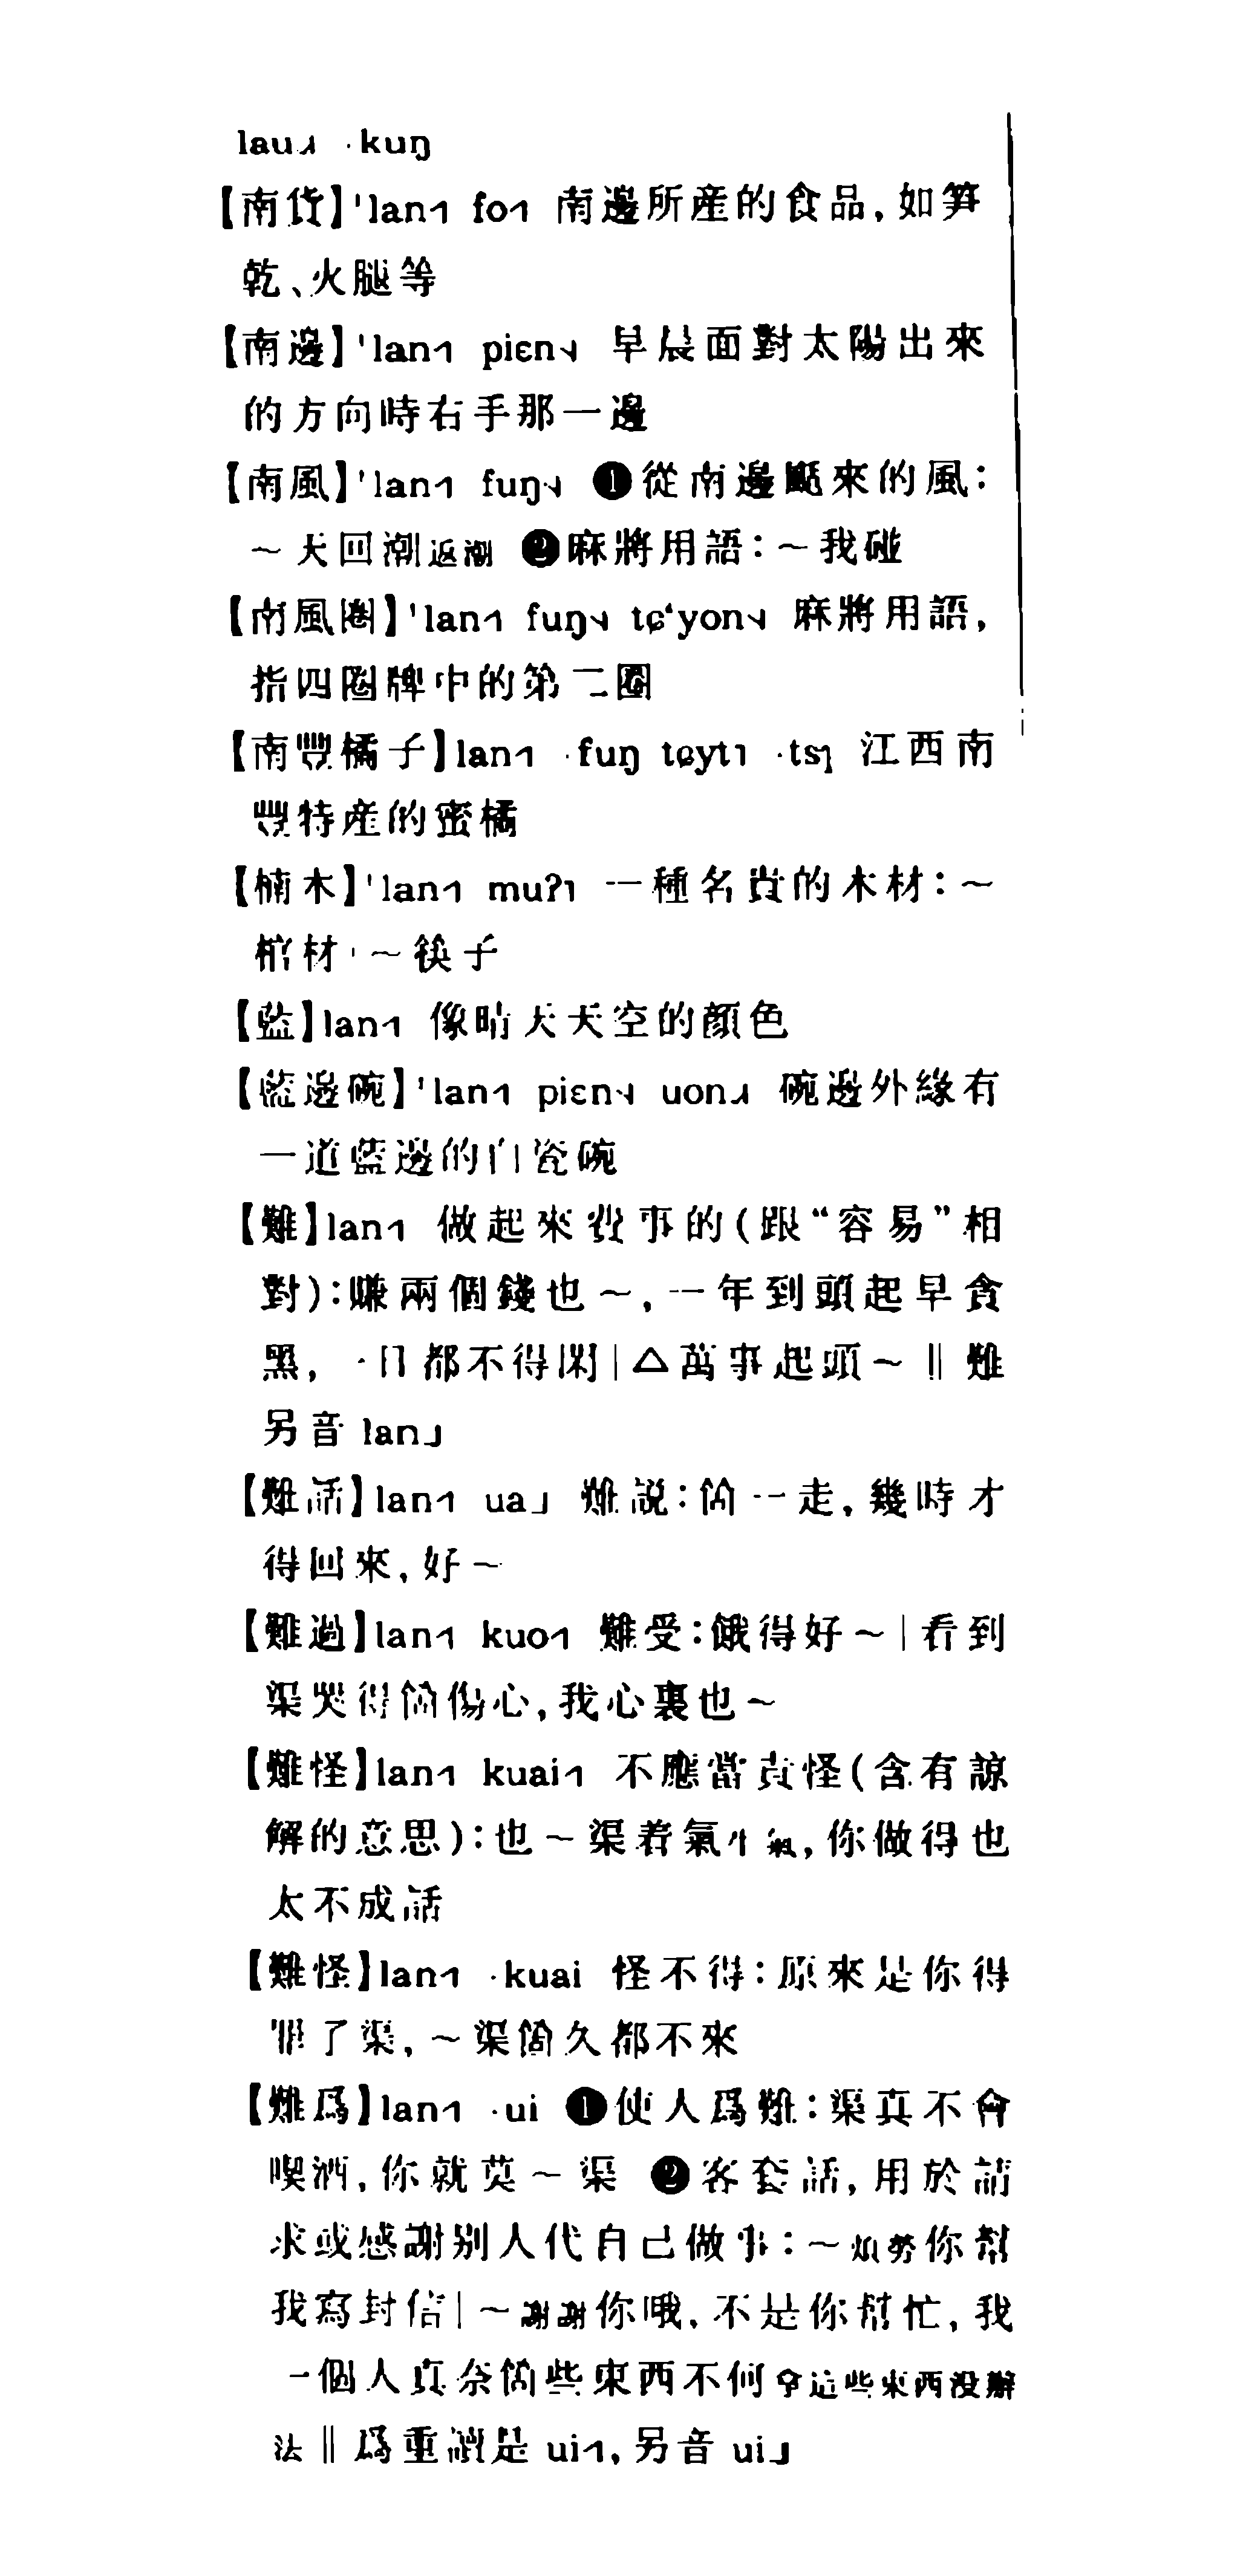 lau˨˩ ·kuŋ
【南貨】ˈlan˧˥ fo˧˥ 南邊所產的食品，如笋
乾、火腿等
【南邊】ˈlan˧˥ piɛn˦˨ 早晨面對太陽出來
的方向時右手那一邊
【南風】ˈlan˧˥ fuŋ˦˨ ❶從南邊颳來的風：
～天回潮返潮 ❷麻將用語：～我碰
【南風圈】ˈlan˧˥ fuŋ˦˨ tɕʻyon˦˨ 麻將用語，
指四圈牌中的第二圈
【南豐橘子】lan˧˥ ·fuŋ tɕyt˥ ·tsɿ 江西南
豐特產的蜜橘
【楠木】ˈlan˧˥ muʔ˥ 一種名貴的木材：～
棺材｜～筷子
【藍】lan˧˥ 像晴天天空的顏色
【藍邊碗】ˈlan˧˥ piɛn˦˨ uon˨˩ 碗邊外緣有
一道藍邊的白瓷碗
【難】lan˧˥ 做起來費事的（跟“容易”相
對）：賺兩個錢也～，一年到頭起早貪
黑，一日都不得閑｜△萬事起頭～‖難
另音 lan˩
【難話】lan˧˥ ua˩ 難説：箇一走，幾時才
得回來，好～
【難過】lan˧˥ kuo˧˥ 難受：餓得好～｜看到
渠哭得箇傷心，我心裏也～
【難怪】lan˧˥ kuai˧˥ 不應當責怪（含有諒
解的意思）：也～渠着氣生氣，你做得也
太不成話
【難怪】lan˧˥ ·kuai 怪不得：原來是你得
罪了渠，～渠箇久都不來
【難爲】lan˧˥ ·ui ❶使人爲難：渠真不會
喫酒，你就莫～渠 ❷客套話，用於請
求或感謝别人代自己做事：～煩勞你幫
我寫封信｜～謝謝你哦，不是你幫忙，我
一個人真奈箇些東西不何拿這些東西没辦
法‖爲重讀是 ui˧˥，另音 ui˩